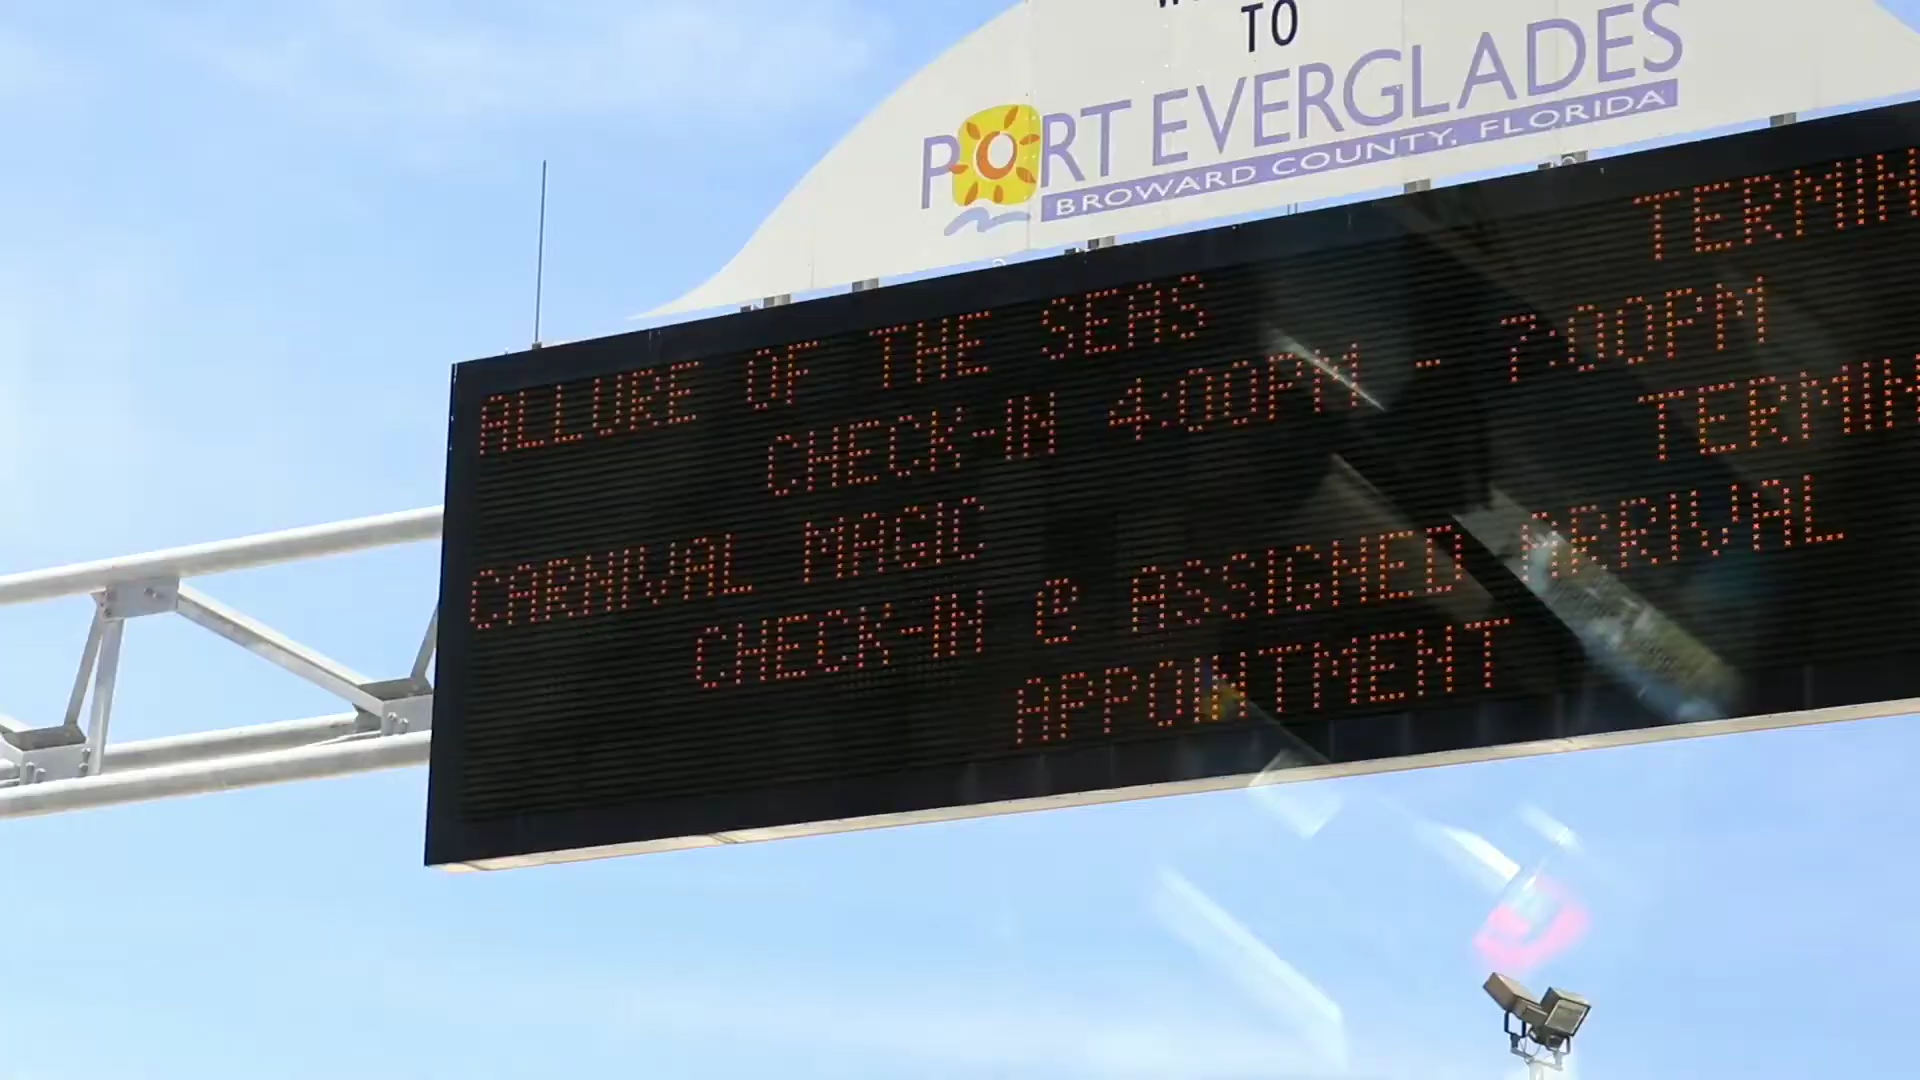 TO
PORT EVERGLADES
BROWARD COUNTY, FLORIDA
ALLURE OF THE SEAS
CHECK-IN 4:00PM - 7:00PM
CARNIVAL MAGIC
CHECK-IN @ ASSIGNED ARRIVAL
APPOINTMENT